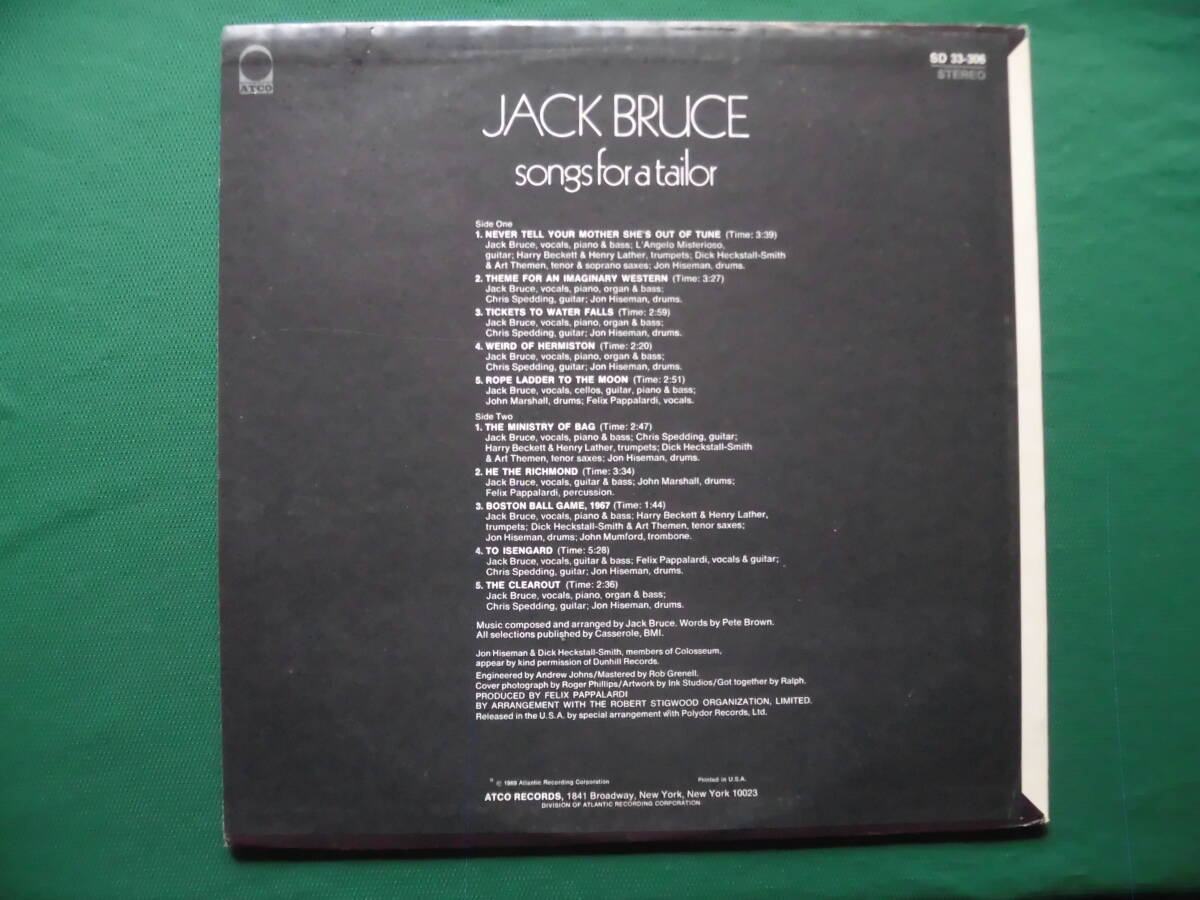 ATCO
SD 33-306
STEREO
JACK BRUCE
songs for a tailor
Side One
1. NEVER TELL YOUR MOTHER SHE'S OUT OF TUNE (Time: 3:39)
Jack Bruce, vocals, piano & bass; L'Angelo Misterioso,
guitar; Harry Beckett & Henry Lather, trumpets; Dick Heckstall-Smith
& Art Themen, tenor & soprano saxes; Jon Hiseman, drums.
2. THEME FOR AN IMAGINARY WESTERN (Time: 3:27)
Jack Bruce, vocals, piano, organ & bass;
Chris Spedding, guitar; Jon Hiseman, drums.
3. TICKETS TO WATER FALLS (Time: 2:59)
Jack Bruce, vocals, piano, organ & bass;
Chris Spedding, guitar; Jon Hiseman, drums.
4. WEIRD OF HERMISTON (Time: 2:20)
Jack Bruce, vocals, piano, organ & bass;
Chris Spedding, guitar; Jon Hiseman, drums.
5. ROPE LADDER TO THE MOON (Time: 2:51)
Jack Bruce, vocals, cellos, guitar, piano & bass;
John Marshall, drums; Felix Pappalardi, vocals.
Side Two
1. THE MINISTRY OF BAG (Time: 2:47)
Jack Bruce, vocals, piano & bass; Chris Spedding, guitar;
Harry Beckett & Henry Lather, trumpets; Dick Heckstall-Smith
& Art Themen, tenor saxes; Jon Hiseman, drums.
2. HE THE RICHMOND (Time: 3:34)
Jack Bruce, vocals, guitar & bass; John Marshall, drums;
Felix Pappalardi, percussion.
3. BOSTON BALL GAME, 1967 (Time: 1:44)
Jack Bruce, vocals, piano & bass; Harry Beckett & Henry Lather,
trumpets; Dick Heckstall-Smith & Art Themen, tenor saxes;
Jon Hiseman, drums; John Mumford, trombone.
4. TO ISENGARD (Time: 5:28)
Jack Bruce, vocals, guitar & bass; Felix Pappalardi, vocals & guitar;
Chris Spedding, guitar; Jon Hiseman, drums.
5. THE CLEAROUT (Time: 2:36)
Jack Bruce, vocals, piano, organ & bass;
Chris Spedding, guitar; Jon Hiseman, drums.
Music composed and arranged by Jack Bruce. Words by Pete Brown.
All selections published by Casserole, BMI.
Jon Hiseman & Dick Heckstall-Smith, members of Colosseum,
appear by kind permission of Dunhill Records.
Engineered by Andrew Johns/Mastered by Rob Grenell.
Cover photograph by Roger Phillips/Artwork by Ink Studios/Got together by Ralph.
PRODUCED BY FELIX PAPPALARDI
BY ARRANGEMENT WITH THE ROBERT STIGWOOD ORGANIZATION, LIMITED.
Released in the U.S.A. by special arrangement with Polydor Records, Ltd.
© 1969 Atlantic Recording Corporation
Printed in U.S.A.
ATCO RECORDS, 1841 Broadway, New York, New York 10023
DIVISION OF ATLANTIC RECORDING CORPORATION